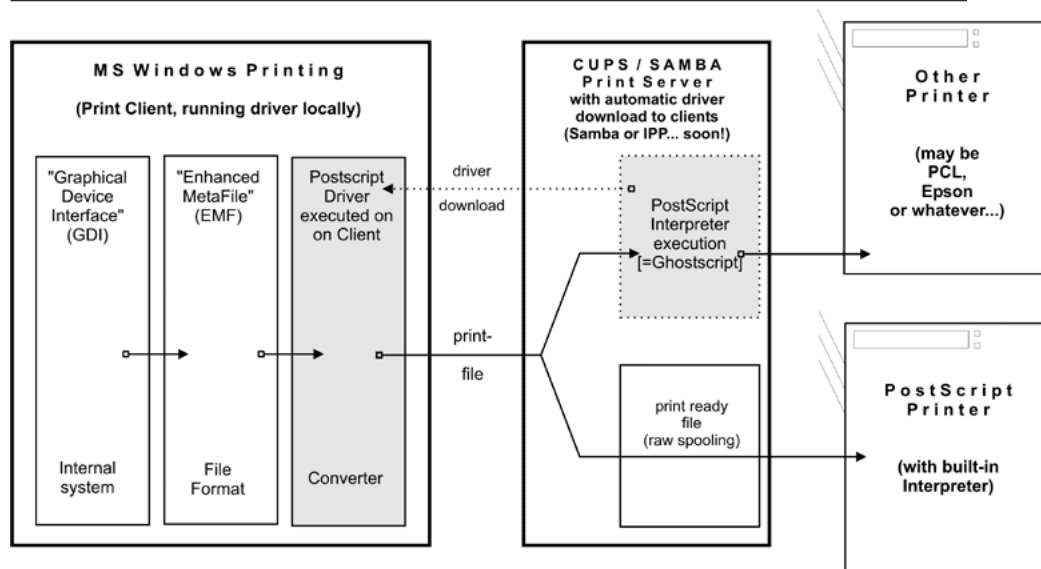 MS Windows Printing
(Print Client, running driver locally)
"Graphical
Device
Interface"
(GDI)
Internal
system
"Enhanced
MetaFile"
(EMF)
File
Format
Postscript
Driver
executed on
on Client
Converter
driver
download
print-
file
CUPS / SAMBA
Print Server
with automatic driver
download to clients
(Samba or IPP... soon!)
PostScript
Interpreter
execution
[=Ghostscript]
print ready
file
(raw spooling)
Other
Printer
(may be
PCL,
Epson
or whatever...)
PostScript
Printer
(with built-in
Interpreter)